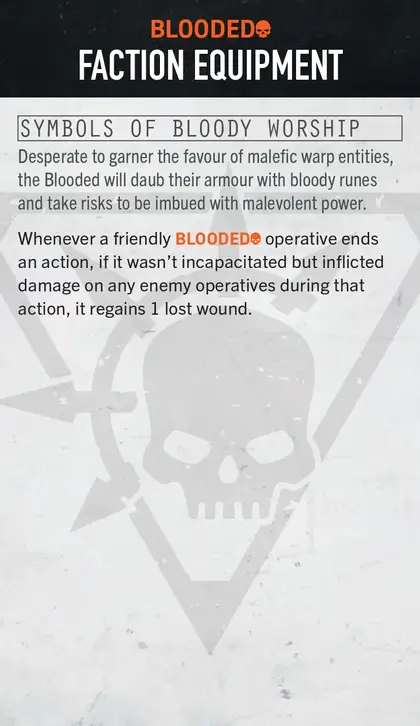 BLOODED
FACTION EQUIPMENT
SYMBOLS OF BLOODY WORSHIP
Desperate to garner the favour of malefic warp entities,
the Blooded will daub their armour with bloody runes
and take risks to be imbued with malevolent power.
Whenever a friendly BLOODED operative ends
an action, if it wasn’t incapacitated but inflicted
damage on any enemy operatives during that
action, it regains 1 lost wound.